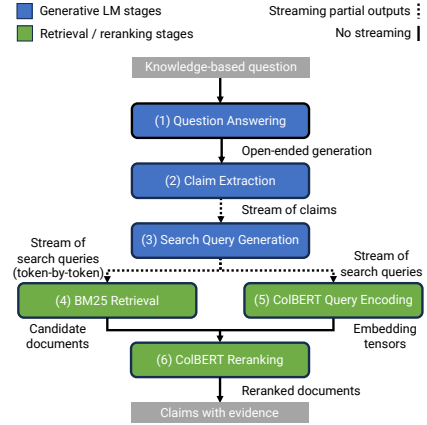 Generative LM stages
Streaming partial outputs
Retrieval / reranking stages
No streaming
Knowledge-based question
(1) Question Answering
Open-ended generation
(2) Claim Extraction
Stream of claims
(3) Search Query Generation
Stream of
search queries
(token-by-token)
Stream of
search queries
(4) BM25 Retrieval
(5) ColBERT Query Encoding
Candidate
documents
Embedding
tensors
(6) ColBERT Reranking
Reranked documents
Claims with evidence